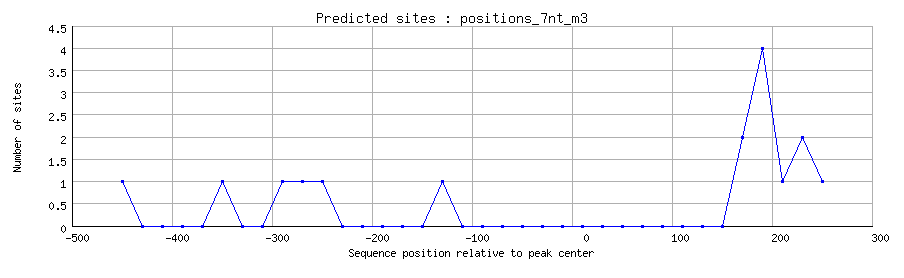 Predicted sites : positions_7nt_m3
4.5
4
3.5
3
2.5
2
1.5
1
0.5
0
Number of sites
-500 -400 -300 -200 -100 0 100 200 300
Sequence position relative to peak center